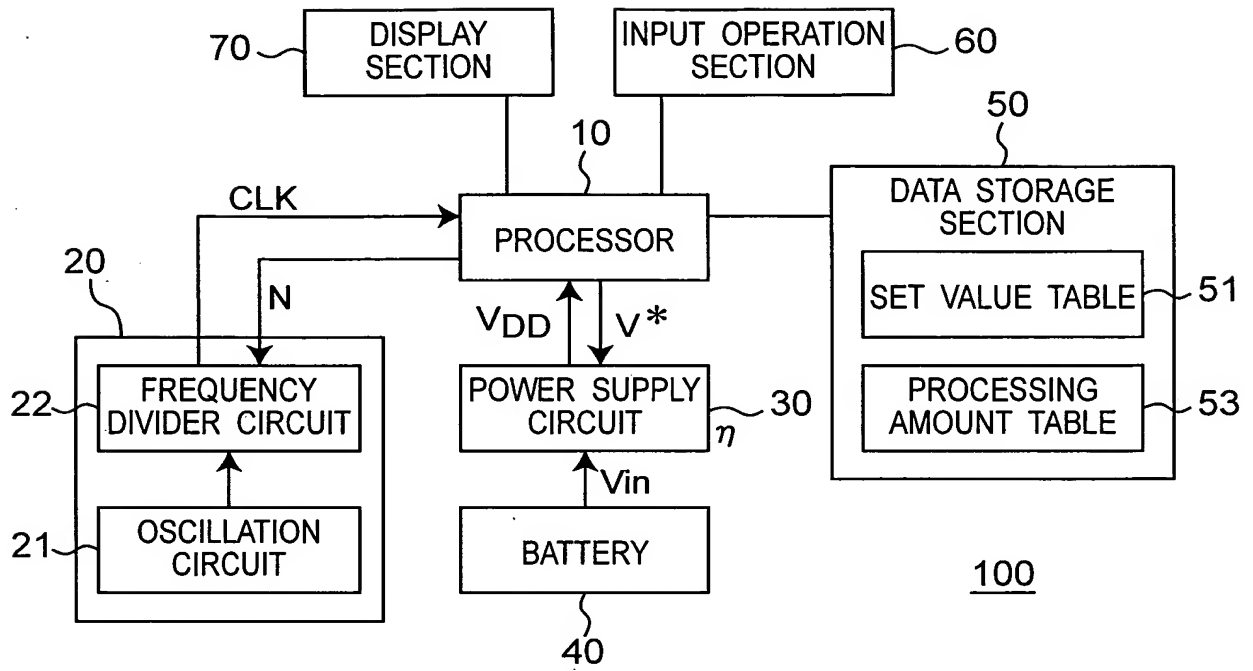 70
DISPLAY
SECTION
INPUT OPERATION
SECTION
60
10
50
CLK
PROCESSOR
DATA STORAGE
SECTION
20
N
VDD
V*
SET VALUE TABLE
51
22
FREQUENCY
DIVIDER CIRCUIT
POWER SUPPLY
CIRCUIT
30
η
PROCESSING
AMOUNT TABLE
53
Vin
21
OSCILLATION
CIRCUIT
BATTERY
40
100